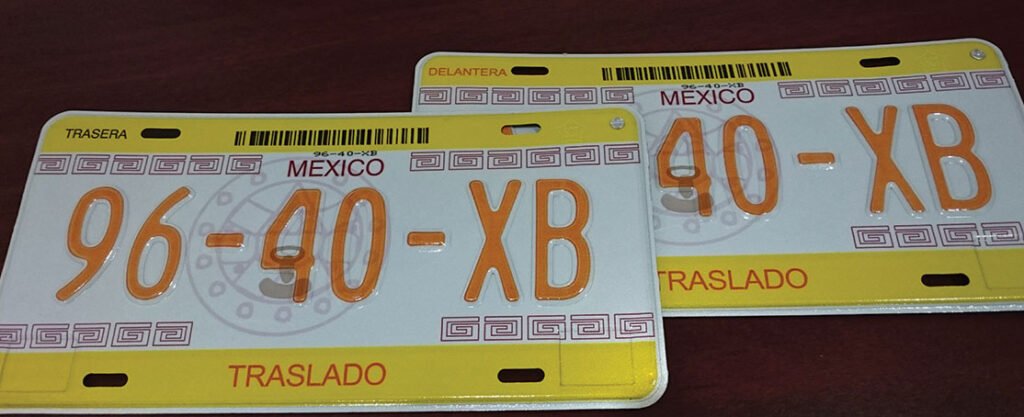 TRASERA
96-40-XB
MEXICO
96-40-XB
TRASLADO
DELANTERA
96-40-XB
MEXICO
40-XB
TRASLADO